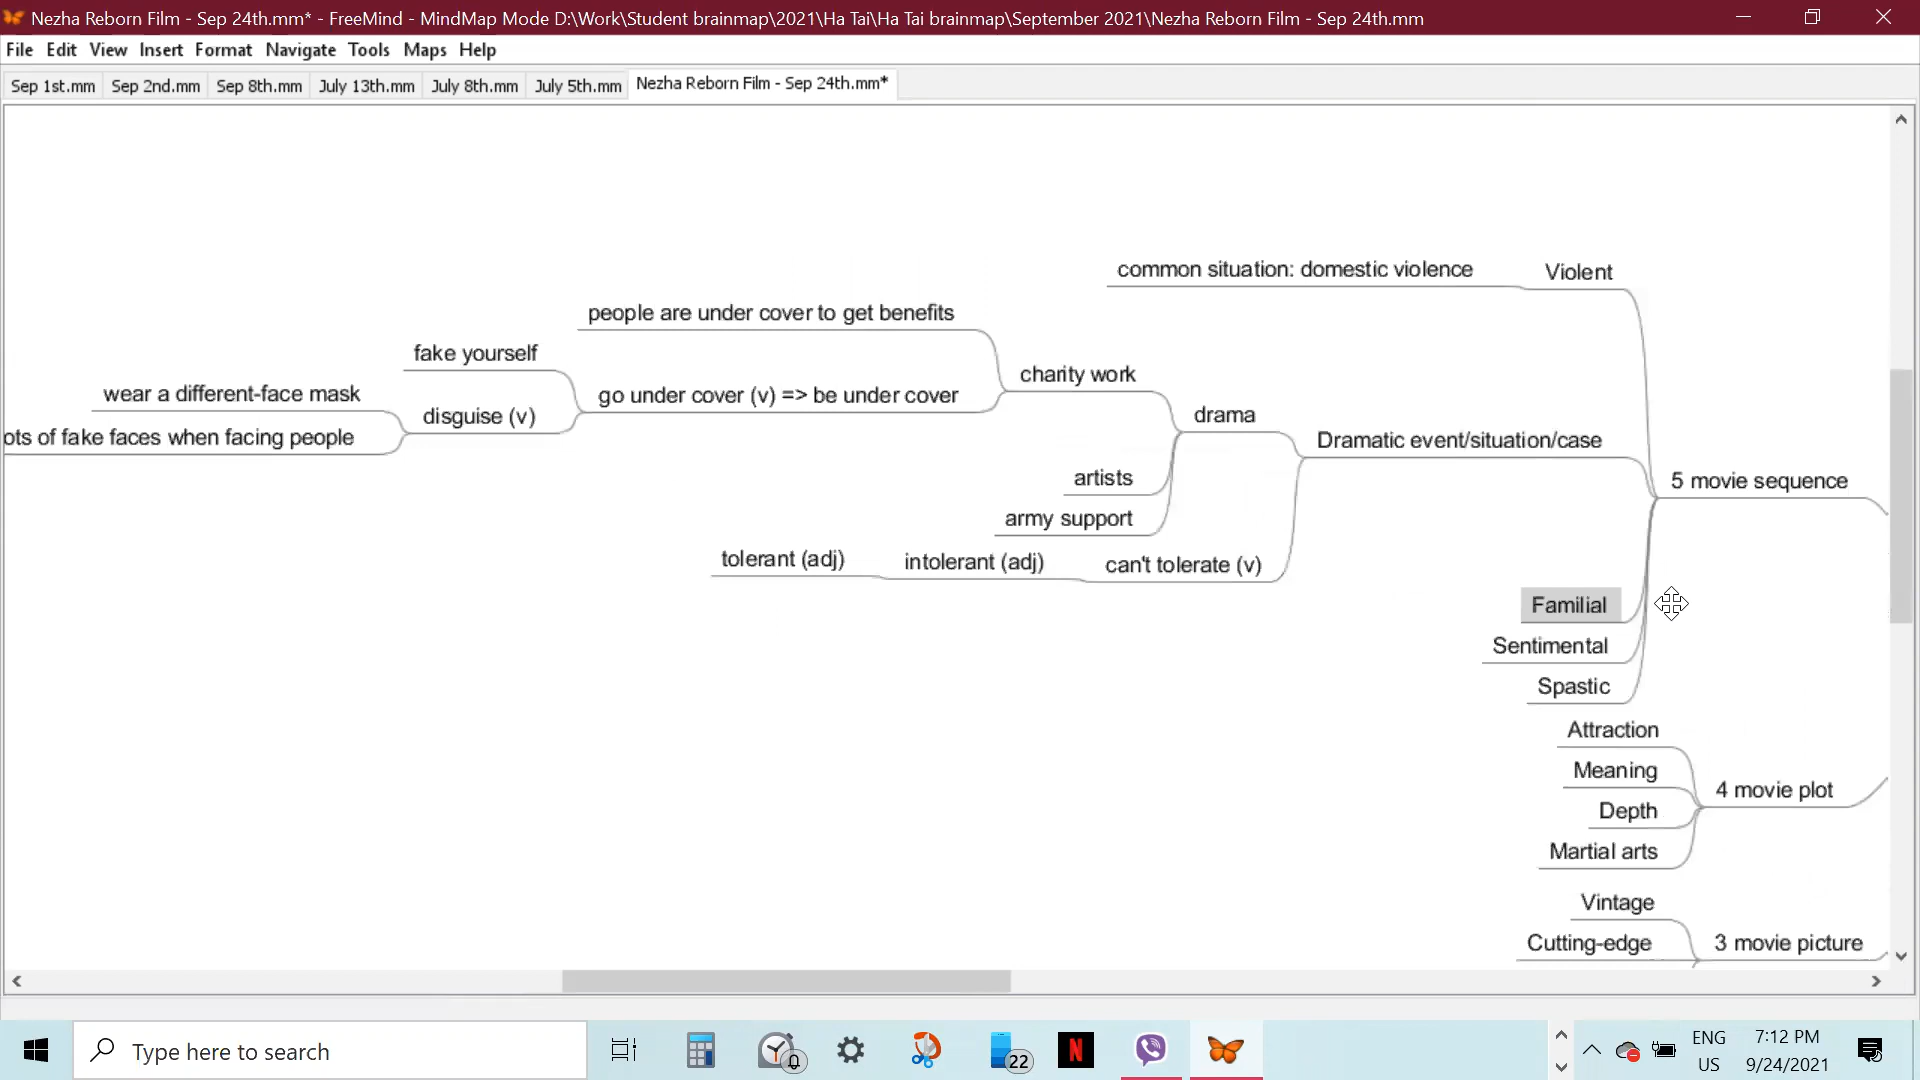 Nezha Reborn Film - Sep 24th.mm* - FreeMind - MindMap Mode D:\Work\Student brainmap\2021\Ha Tai\Ha Tai brainmap\September 2021\Nezha Reborn Film - Sep 24th.mm
File Edit View Insert Format Navigate Tools Maps Help
Sep 1st.mm Sep 2nd.mm Sep 8th.mm July 13th.mm July 8th.mm July 5th.mm Nezha Reborn Film - Sep 24th.mm*
common situation: domestic violence Violent
people are under cover to get benefits
fake yourself
charity work
wear a different-face mask
go under cover (v) => be under cover
disguise (v)
drama
ots of fake faces when facing people
Dramatic event/situation/case
artists
5 movie sequence
army support
tolerant (adj) intolerant (adj) can't tolerate (v)
Familial
Sentimental
Spastic
Attraction
Meaning
4 movie plot
Depth
Martial arts
Vintage
Cutting-edge 3 movie picture
Type here to search
22
N
ENG
US
7:12 PM
9/24/2021